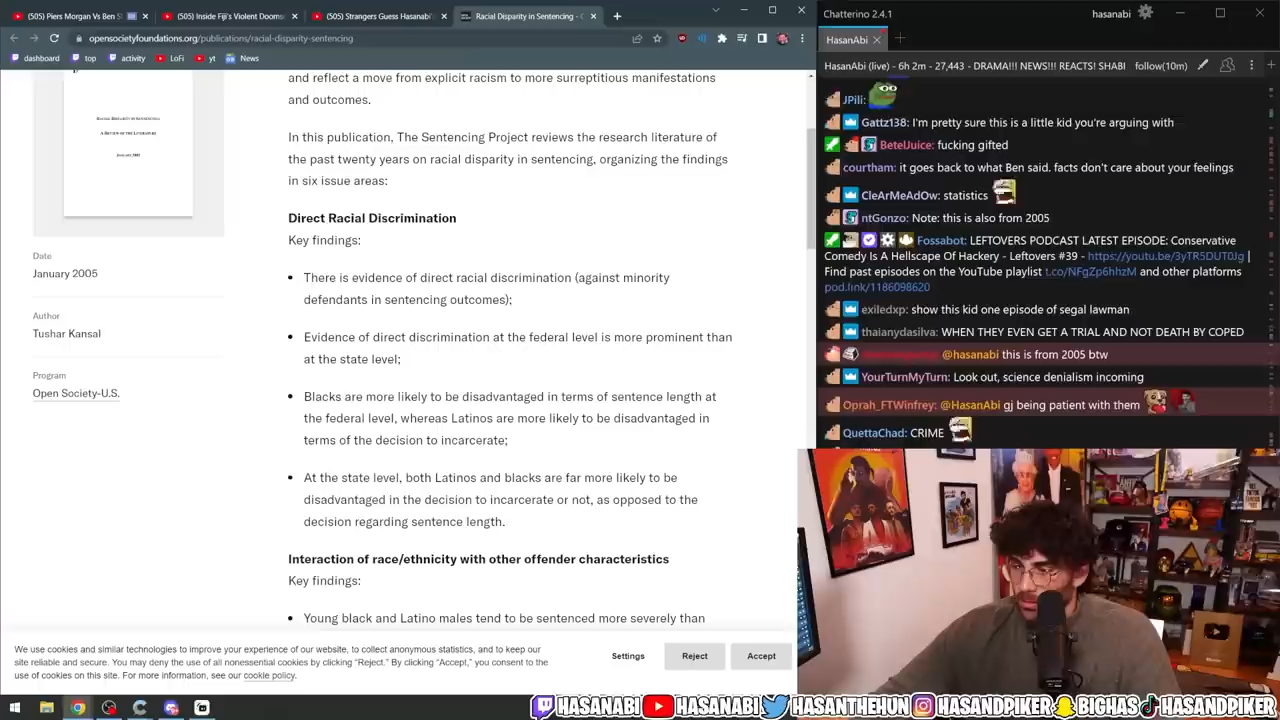 (505) Piers Morgan Vs Ben S
(505) Inside Fiji's Violent Dooms
(505) Strangers Guess Hasanabi'
Racial Disparity in Sentencing - O
opensocietyfoundations.org/publications/racial-disparity-sentencing
dashboard top activity LoFi yt News
and reflect a move from explicit racism to more surreptitious manifestations
and outcomes.
In this publication, The Sentencing Project reviews the research literature of
the past twenty years on racial disparity in sentencing, organizing the findings
in six issue areas:
Direct Racial Discrimination
Key findings:
There is evidence of direct racial discrimination (against minority
defendants in sentencing outcomes);
Evidence of direct discrimination at the federal level is more prominent than
at the state level;
Blacks are more likely to be disadvantaged in terms of sentence length at
the federal level, whereas Latinos are more likely to be disadvantaged in
terms of the decision to incarcerate;
At the state level, both Latinos and blacks are far more likely to be
disadvantaged in the decision to incarcerate or not, as opposed to the
decision regarding sentence length.
Interaction of race/ethnicity with other offender characteristics
Key findings:
Young black and Latino males tend to be sentenced more severely than
RACIAL DISPARITY IN SENTENCING:
A REVIEW OF THE LITERATURE
JANUARY 2005
Date
January 2005
Author
Tushar Kansal
Program
Open Society-U.S.
We use cookies and similar technologies to improve your experience of our website, to collect anonymous statistics, and to keep our
site reliable and secure. You may deny the use of all nonessential cookies by clicking "Reject." By clicking "Accept," you consent to the
use of cookies on this site. For more information, see our cookie policy.
Settings
Reject
Accept
Chatterino 2.4.1
hasanabi
HasanAbi
HasanAbi (live) - 6h 2m - 27,443 - DRAMA!!! NEWS!!! REACTS! SHABI follow(10m)
JPR:
Gattz138: I'm pretty sure this is a little kid you're arguing with
BeteUuice: fucking gifted
courtham: it goes back to what Ben said. facts don't care about your feelings
CleArMeAdOw: statistics
ntGonzo: Note: this is also from 2005
Fossabot: LEFTOVERS PODCAST LATEST EPISODE: Conservative
Comedy Is A Hellscape Of Hackery - Leftovers #39 - https://youtu.be/3yTR5DUT0Jg |
Find past episodes on the YouTube playlist t.co/NFgZp6hhzM and other platforms
pod.link/1186098620
exiledxp: show this kid one episode of segal lawman
thaianydasilva: WHEN THEY EVEN GET A TRIAL AND NOT DEATH BY COPED
@hasanabi this is from 2005 btw
YourTurnMyTurn: Look out, science denialism incoming
Oprah_FTWinfrey: @HasanAbi gj being patient with them
QuettaChad: CRIME
HASANABI HASANABI HASANTHEHUN HASANDPIKER BIGHAS HASANDPIKER